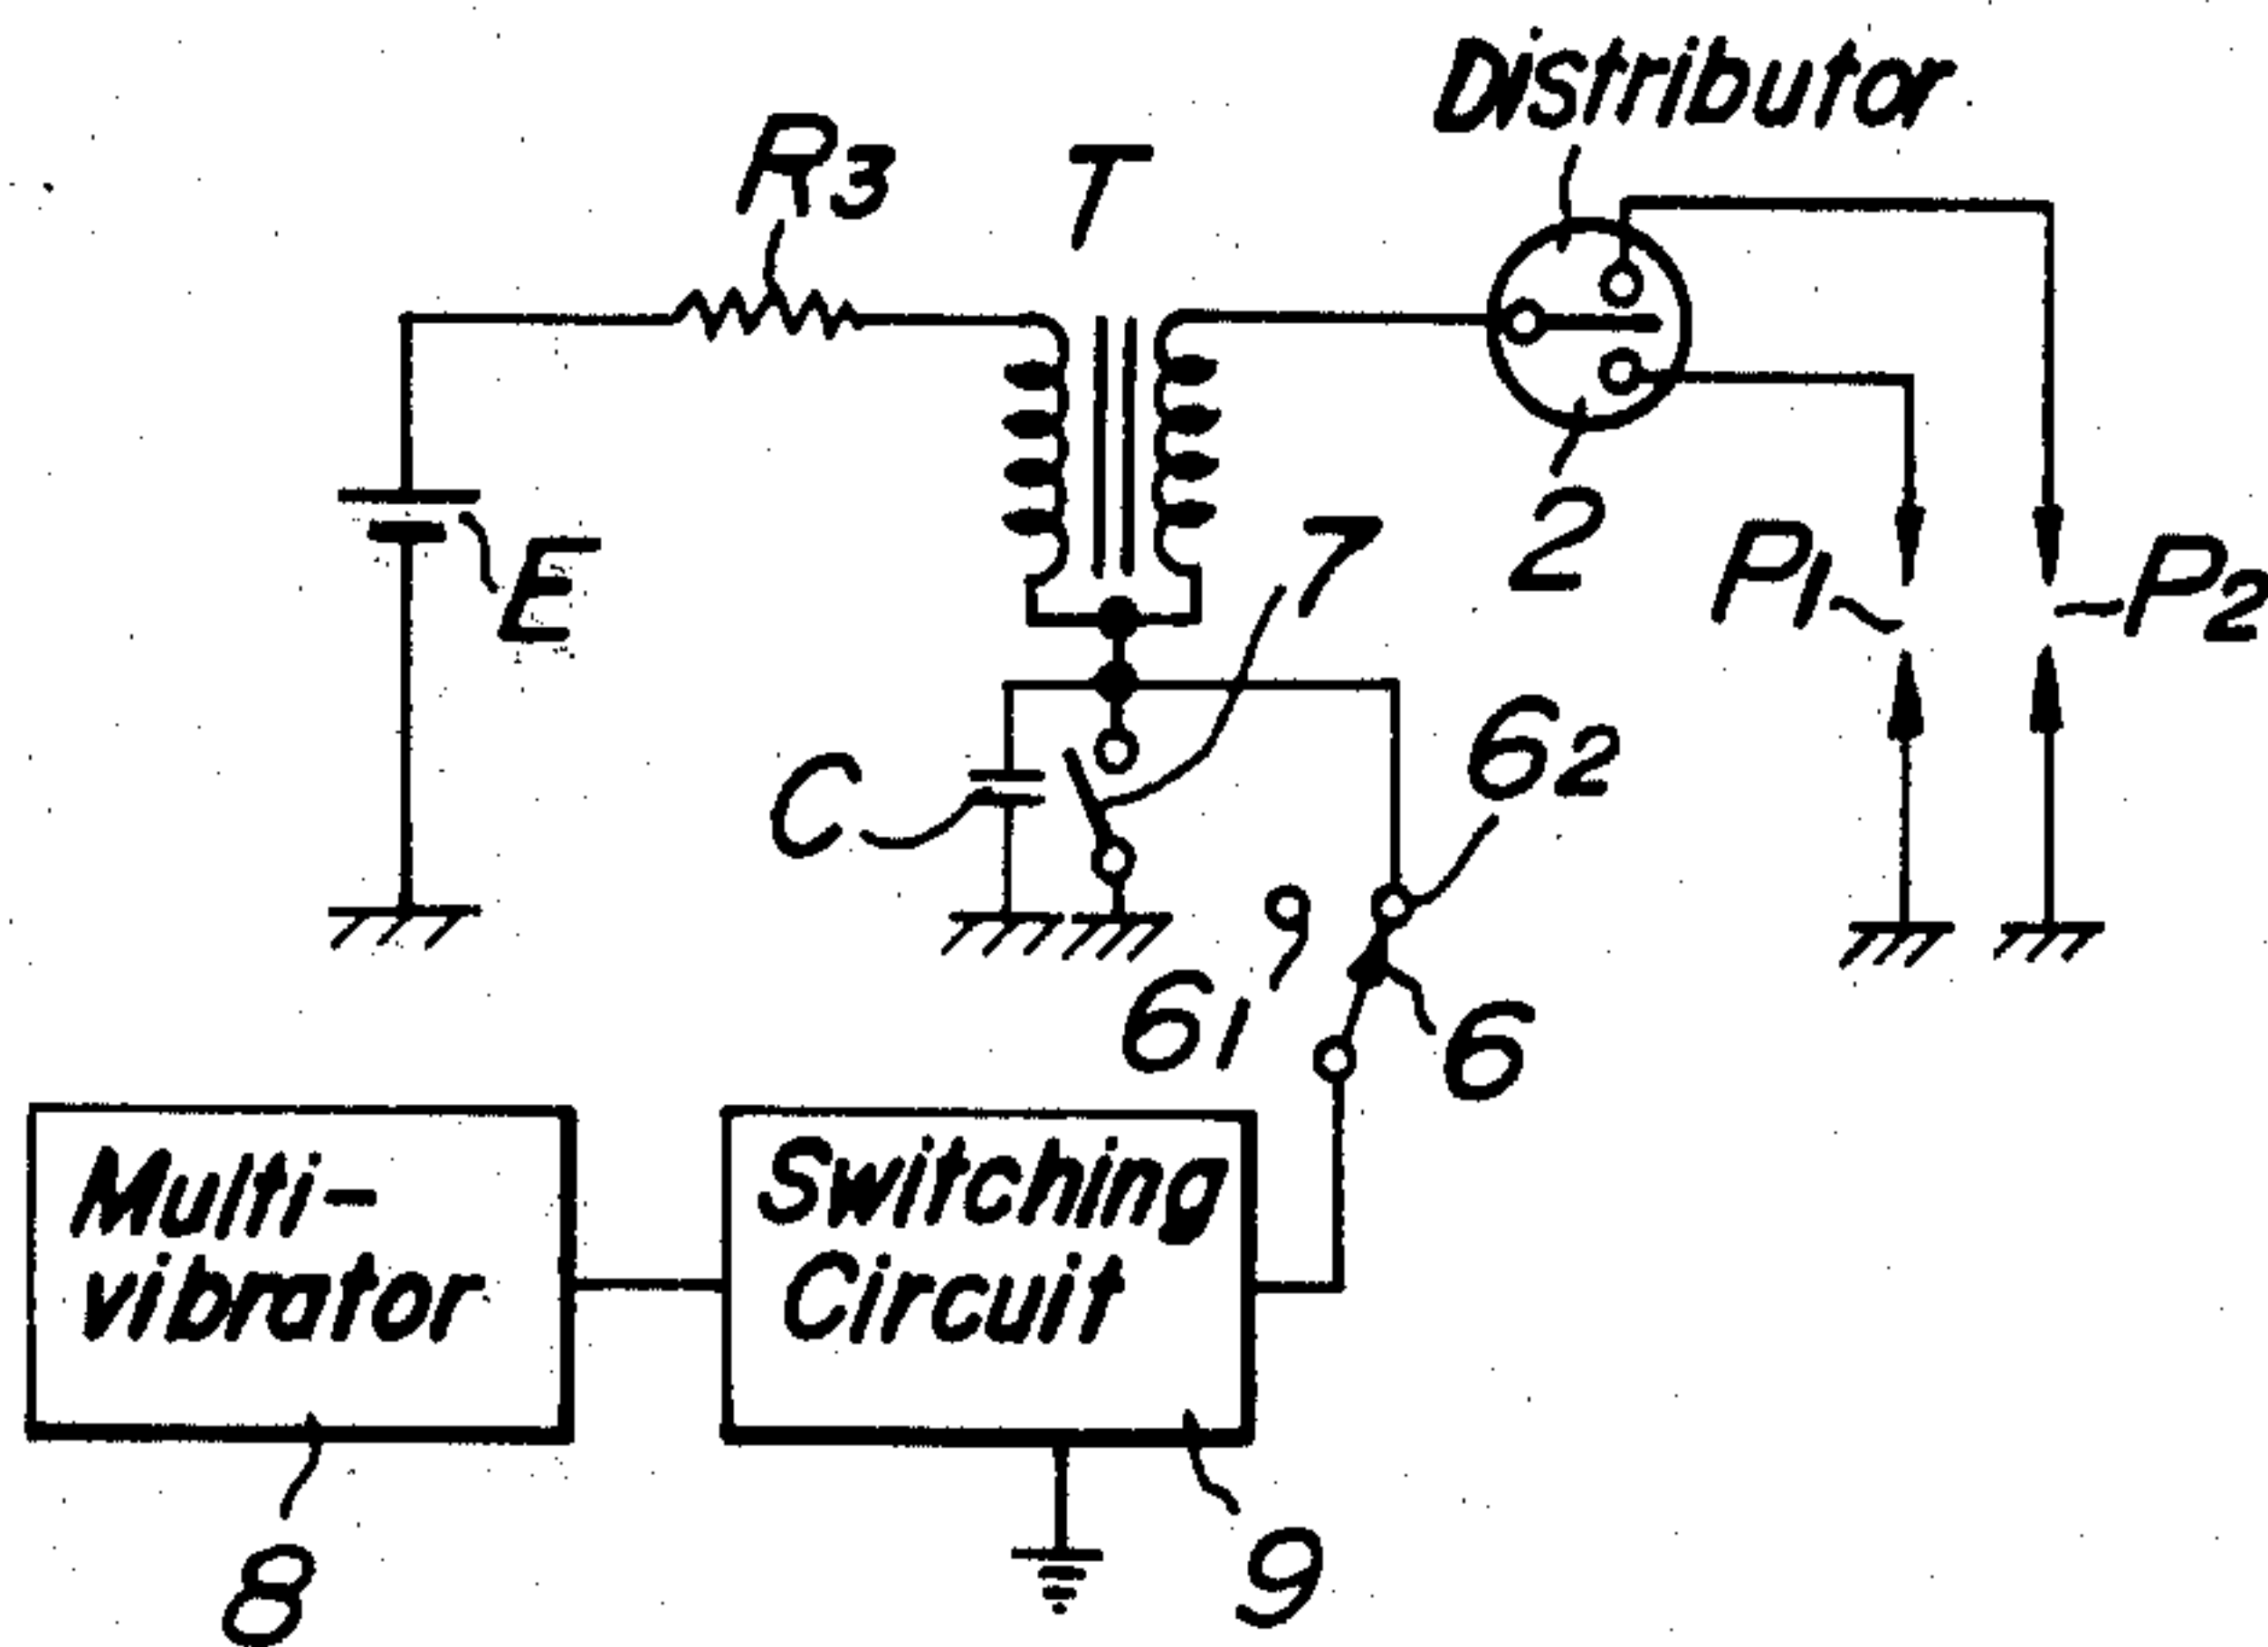 Distributor
R3
T
E
7
2
P1
P2
C
62
61
6
Multi-
vibrator
Switching
Circuit
8
9